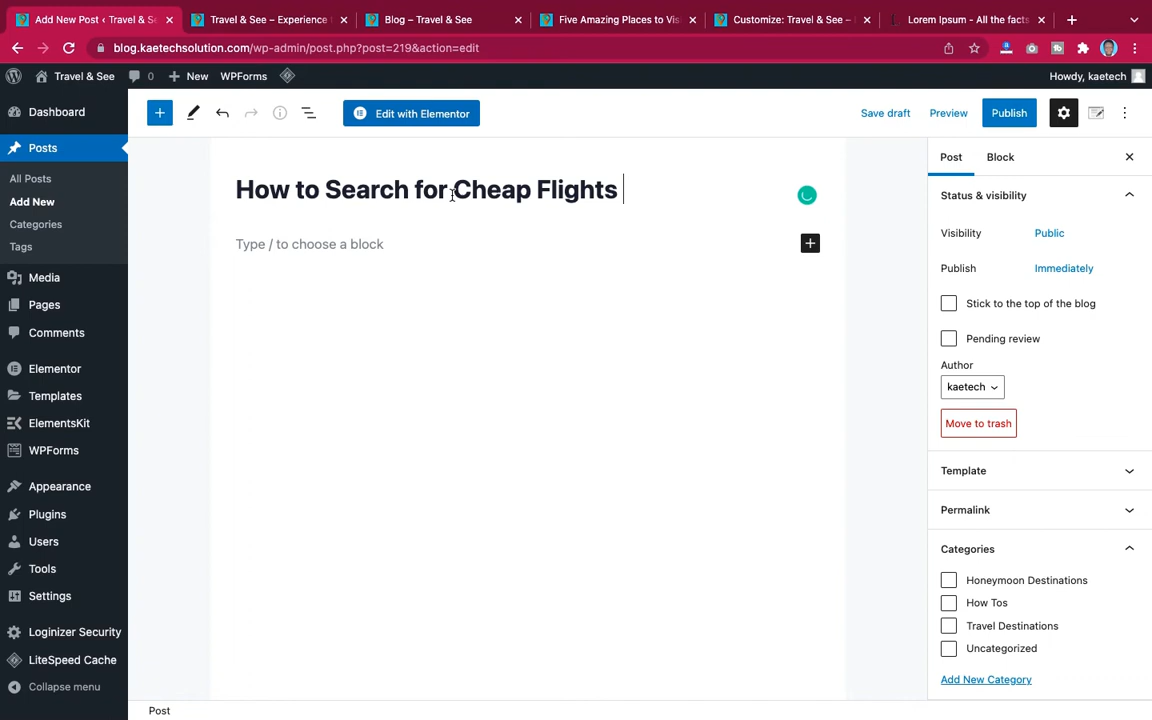 Add New Post ‹ Travel & Se
Travel & See – Experience
Blog – Travel & See
Five Amazing Places to Vis
Customize: Travel & See –
Lorem Ipsum - All the facts
blog.kaetechsolution.com/wp-admin/post.php?post=219&action=edit
Travel & See
0
New
WPForms
Howdy, kaetech
Dashboard
Posts
All Posts
Add New
Categories
Tags
Media
Pages
Comments
Elementor
Templates
ElementsKit
WPForms
Appearance
Plugins
Users
Tools
Settings
Loginizer Security
LiteSpeed Cache
Collapse menu
Edit with Elementor
Save draft
Preview
Publish
How to Search for Cheap Flights
Type / to choose a block
Post
Block
Status & visibility
Visibility
Public
Publish
Immediately
Stick to the top of the blog
Pending review
Author
kaetech
Move to trash
Template
Permalink
Categories
Honeymoon Destinations
How Tos
Travel Destinations
Uncategorized
Add New Category
Post